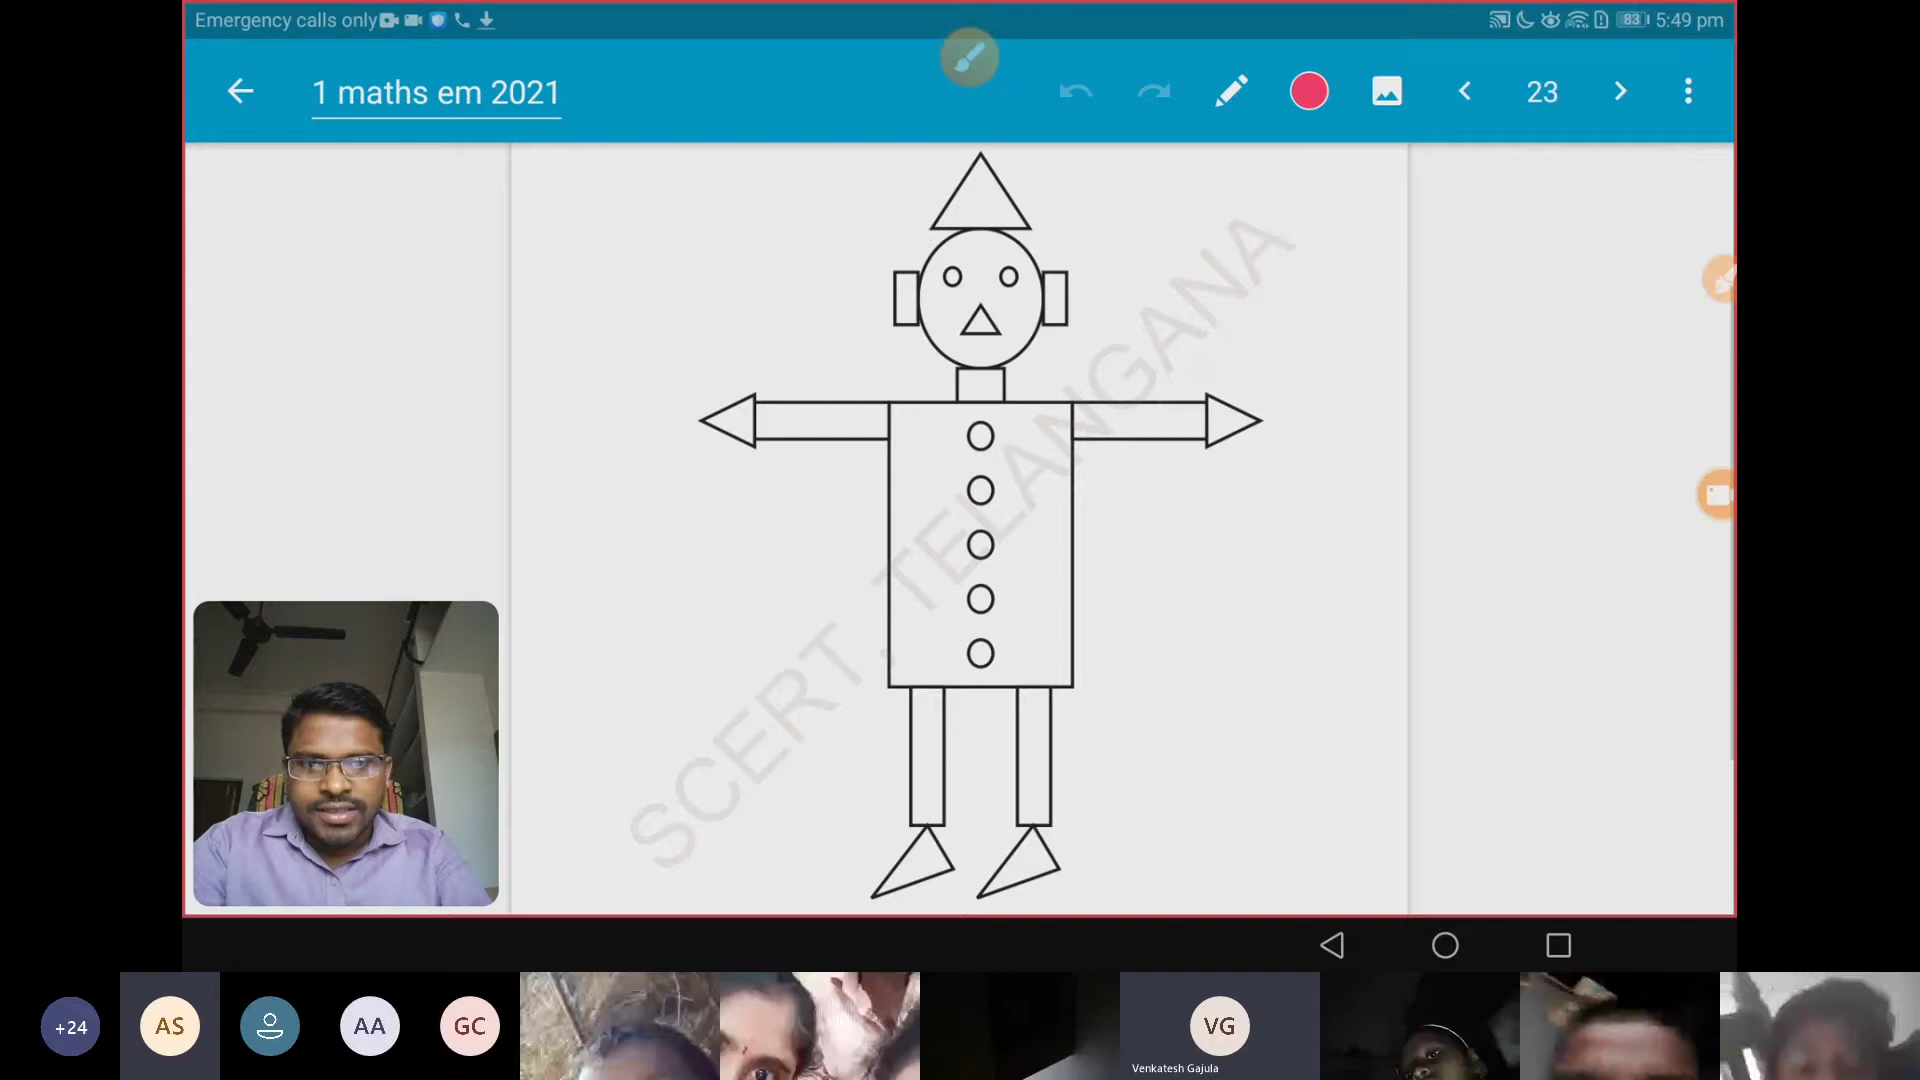 Emergency calls only
83
5:49 pm
1 maths em 2021
23
SCERT, TELANGANA
+24
AS
AA
GC
VG
Venkatesh Gajula